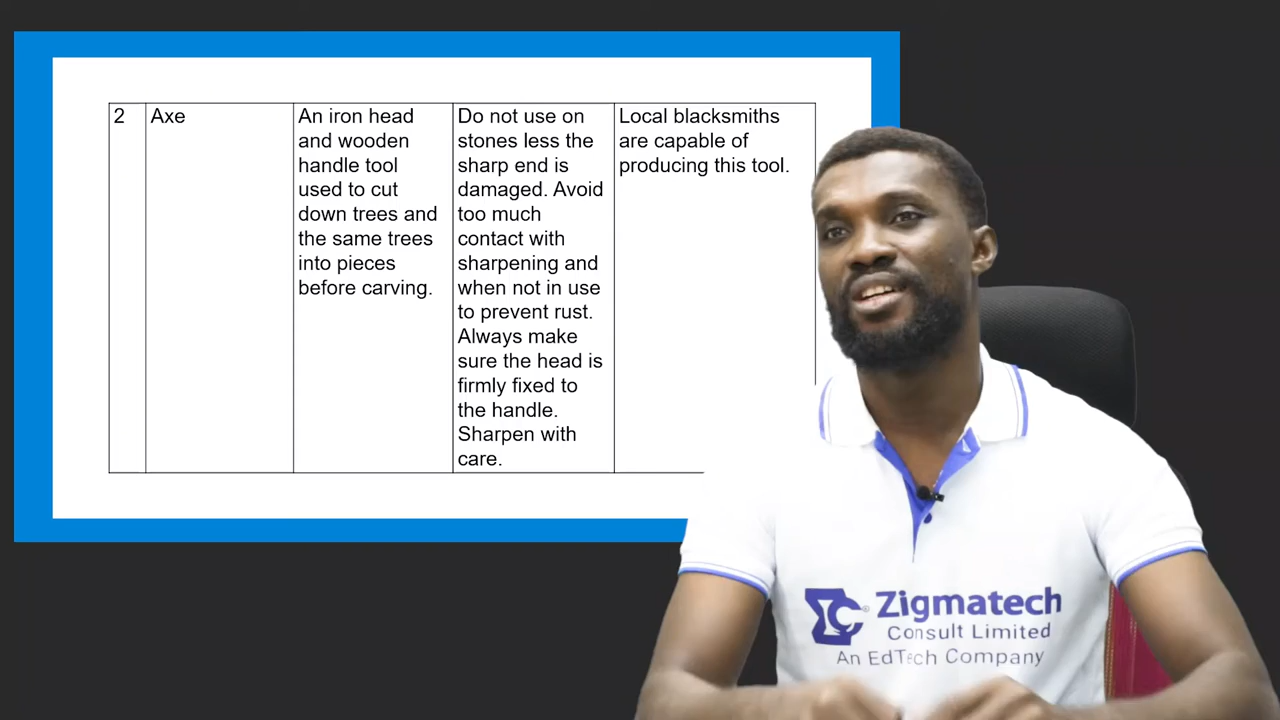 2
Axe
An iron head
and wooden
handle tool
used to cut
down trees and
the same trees
into pieces
before carving.
Do not use on
stones less the
sharp end is
damaged. Avoid
too much
contact with
sharpening and
when not in use
to prevent rust.
Always make
sure the head is
firmly fixed to
the handle.
Sharpen with
care.
Local blacksmiths
are capable of
producing this tool.
ZC® Zigmatech
Consult Limited
An EdTech Company